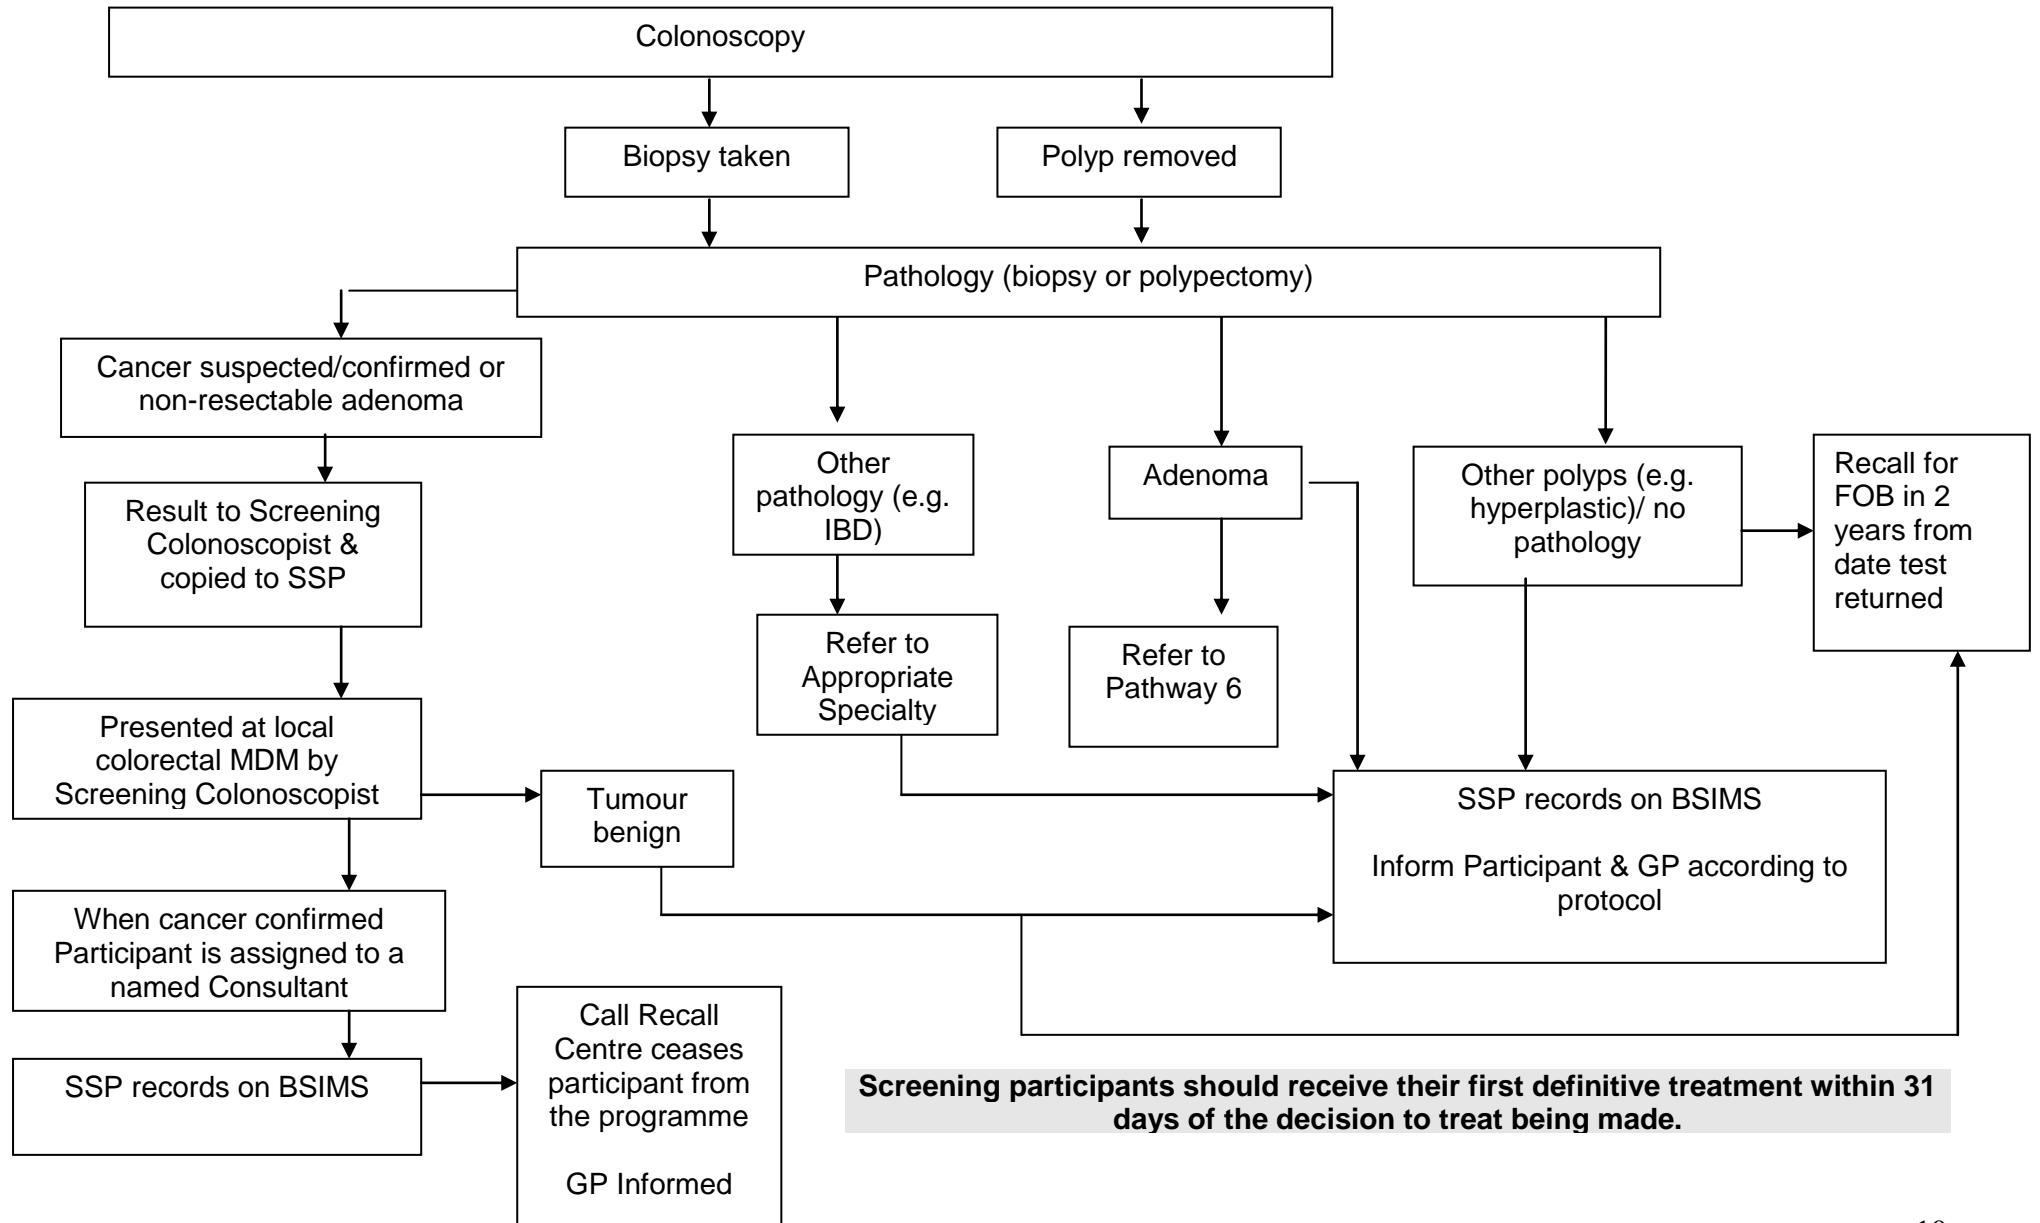 Colonoscopy
Biopsy taken
Polyp removed
Pathology (biopsy or polypectomy)
Cancer suspected/confirmed or
non-resectable adenoma
Other
pathology (e.g.
IBD)
Adenoma
Other polyps (e.g.
hyperplastic)/ no
pathology
Recall for
FOB in 2
years from
date test
returned
Result to Screening
Colonoscopist &
copied to SSP
Refer to
Appropriate
Specialty
Refer to
Pathway 6
Presented at local
colorectal MDM by
Screening Colonoscopist
Tumour
benign
SSP records on BSIMS
Inform Participant & GP according to
protocol
When cancer confirmed
Participant is assigned to a
named Consultant
SSP records on BSIMS
Call Recall
Centre ceases
participant from
the programme
GP Informed
Screening participants should receive their first definitive treatment within 31
days of the decision to treat being made.